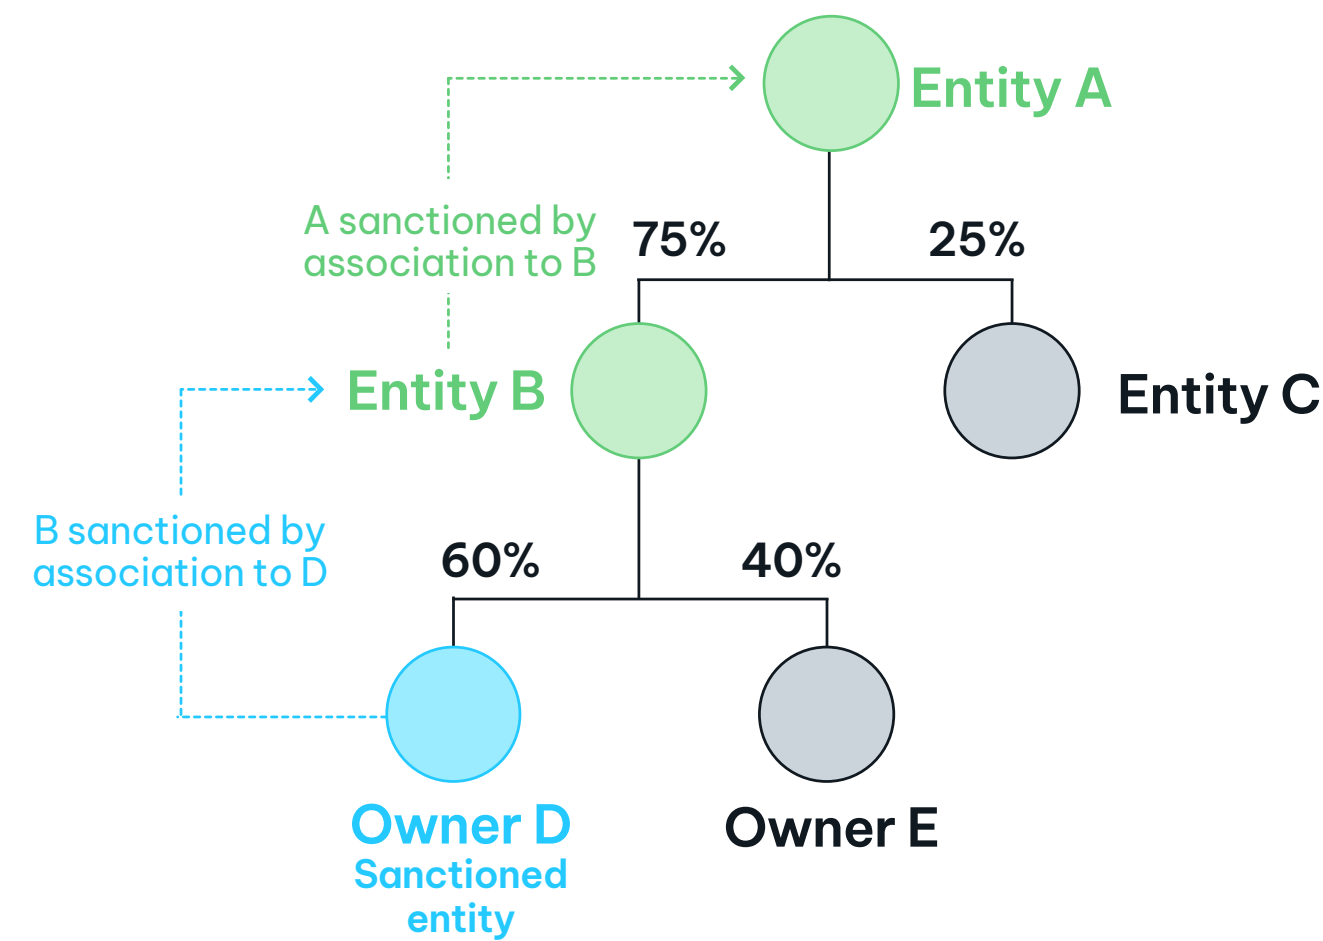 Entity A
A sanctioned by
association to B
75%
25%
Entity B
Entity C
B sanctioned by
association to D
60%
40%
Owner D
Sanctioned
entity
Owner E